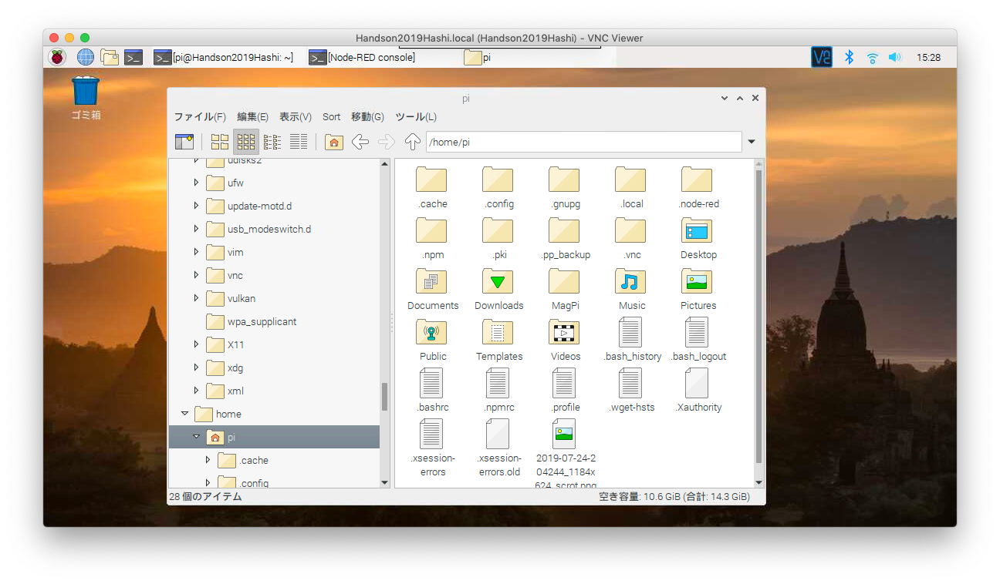 Handson2019Hashi.local (Handson2019Hashi) - VNC Viewer
[pi@Handson2019Hashi: ~] [Node-RED console] pi 15:28
ゴミ箱
pi
ファイル(F) 編集(E) 表示(V) Sort 移動(G) ツール(L)
/home/pi
udisks2
ufw
update-motd.d
usb_modeswitch.d
vim
vnc
vulkan
wpa_supplicant
X11
xdg
xml
home
pi
.cache
.config
.cache .config .gnupg .local .node-red
.npm .pki .pp_backup .vnc Desktop
Documents Downloads MagPi Music Pictures
Public Templates Videos .bash_history .bash_logout
.bashrc .npmrc .profile .wget-hsts .Xauthority
.xsession-errors .xsession-errors.old 2019-07-24-204244_1184x624_scrot.png
28 個のアイテム 空き容量: 10.6 GiB (合計: 14.3 GiB)